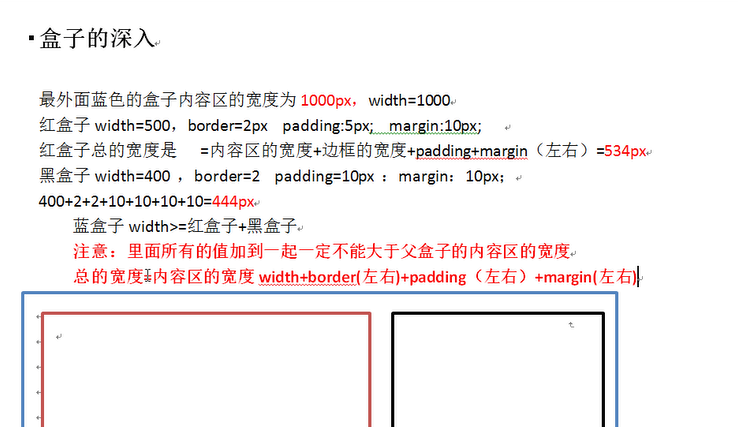 ▪盒子的深入
最外面蓝色的盒子内容区的宽度为 1000px，width=1000
红盒子 width=500，border=2px padding:5px; margin:10px;
红盒子总的宽度是 =内容区的宽度+边框的宽度+padding+margin（左右）=534px
黑盒子 width=400 ，border=2 padding=10px ：margin：10px；
400+2+2+10+10+10+10=444px
蓝盒子 width>=红盒子+黑盒子
注意：里面所有的值加到一起一定不能大于父盒子的内容区的宽度
总的宽度=内容区的宽度 width+border(左右)+padding（左右）+margin(左右)